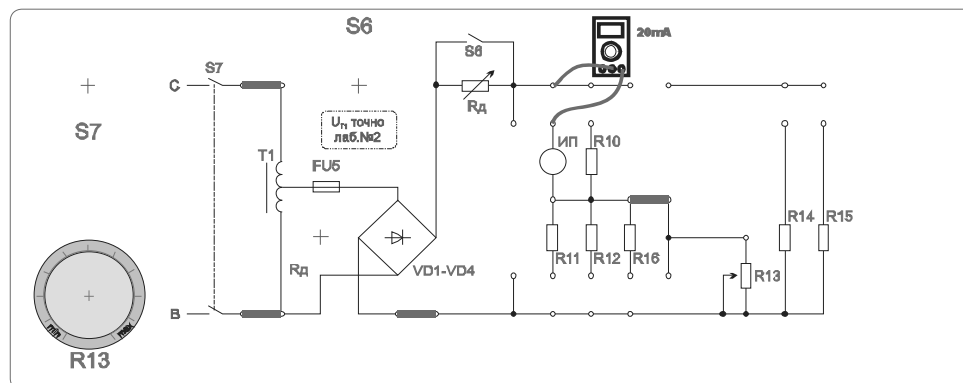 S6
20mA
S6
S7
C
S7
Rд
Uт1 точно
лаб.№2
T1
FU5
ИП
R10
R14
R15
Rд
VD1-VD4
R11
R12
R16
R13
B
min
max
R13